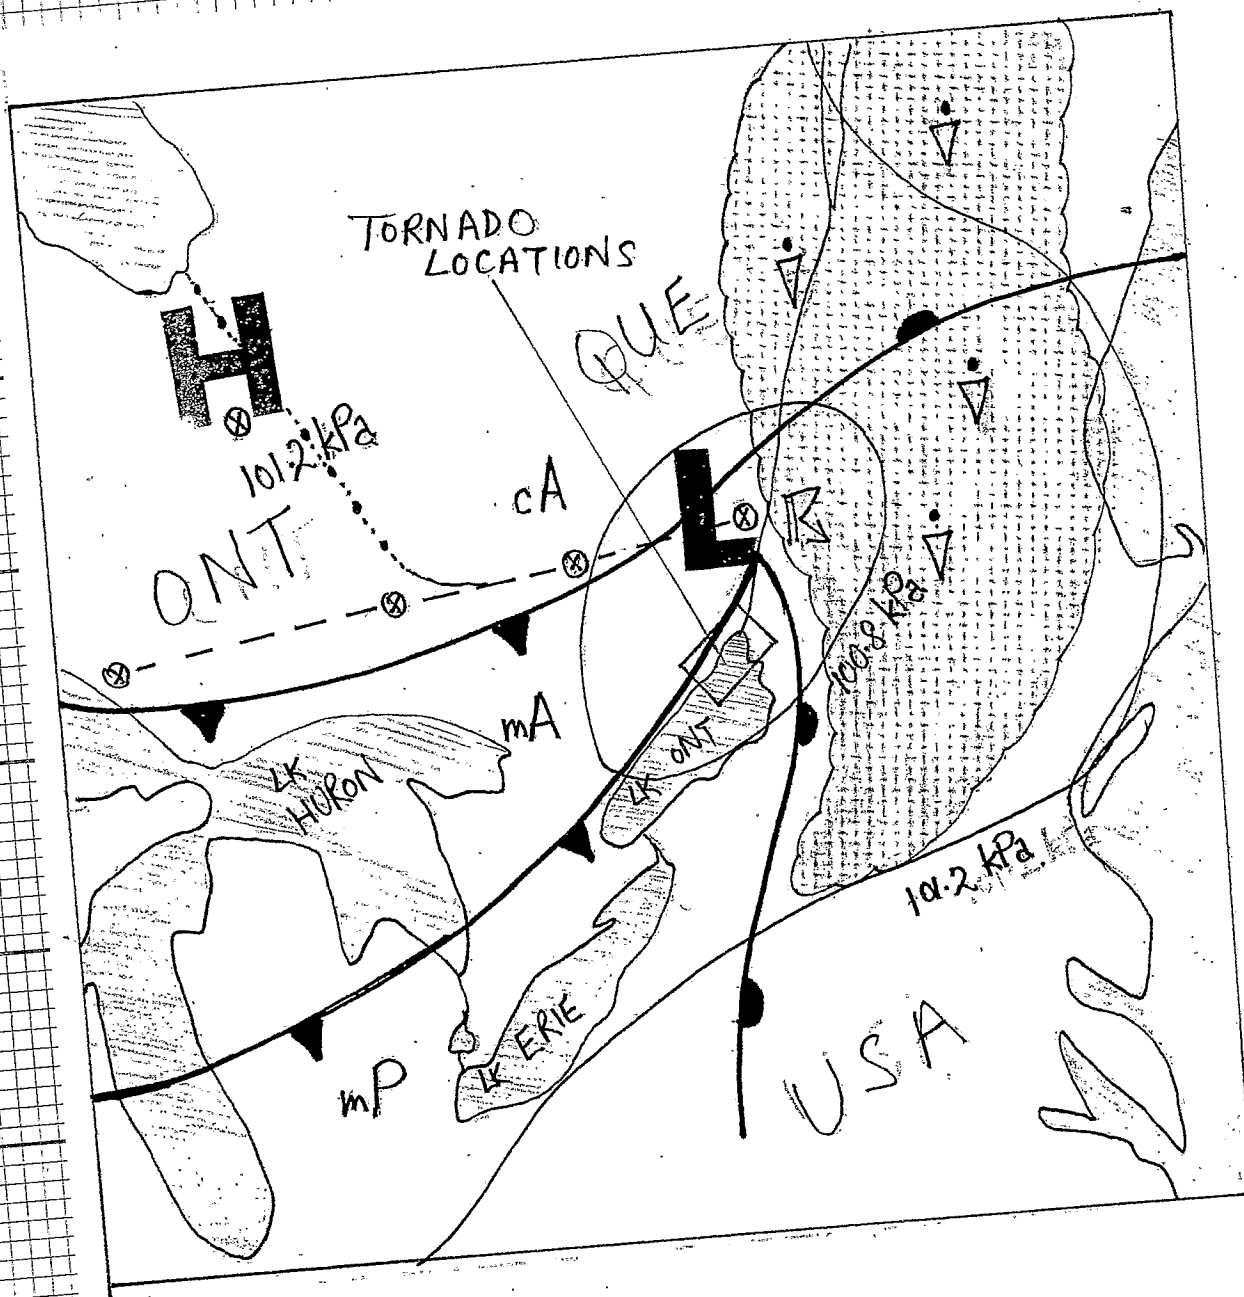 TORNADO
LOCATIONS
QUE
H
101.2 kPa
cA
L
ONT
100.8 kPa
mA
LK
HURON
LK ONT
101.2 kPa
LK ERIE
mP
USA